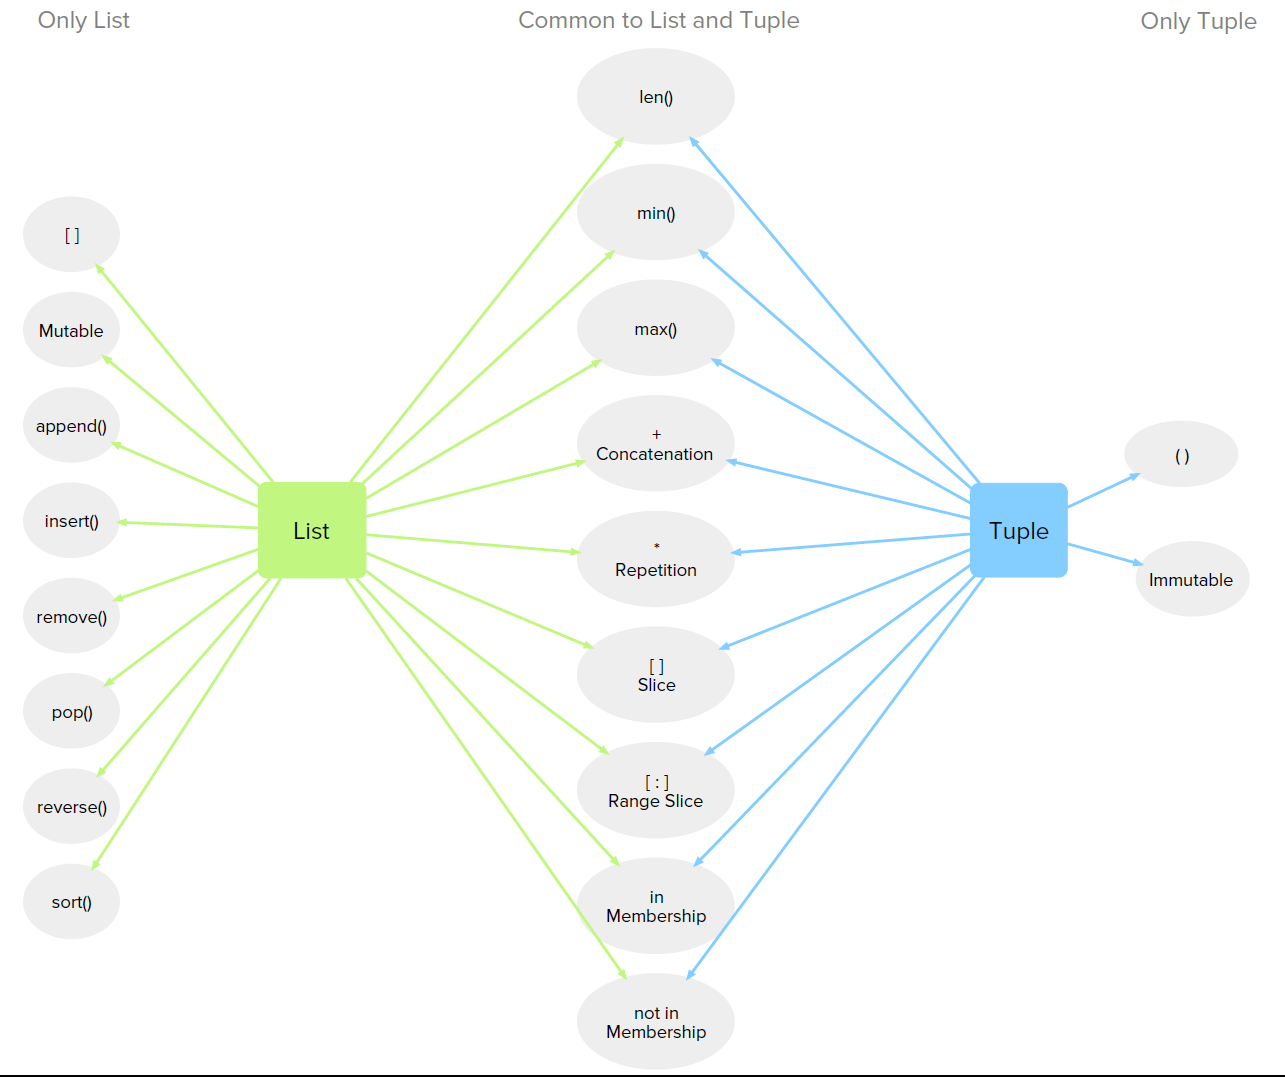 Only List
Common to List and Tuple
Only Tuple
[ ]
Mutable
append()
insert()
remove()
pop()
reverse()
sort()
List
len()
min()
max()
+
Concatenation
*
Repetition
[ ]
Slice
[ : ]
Range Slice
in
Membership
not in
Membership
Tuple
( )
Immutable